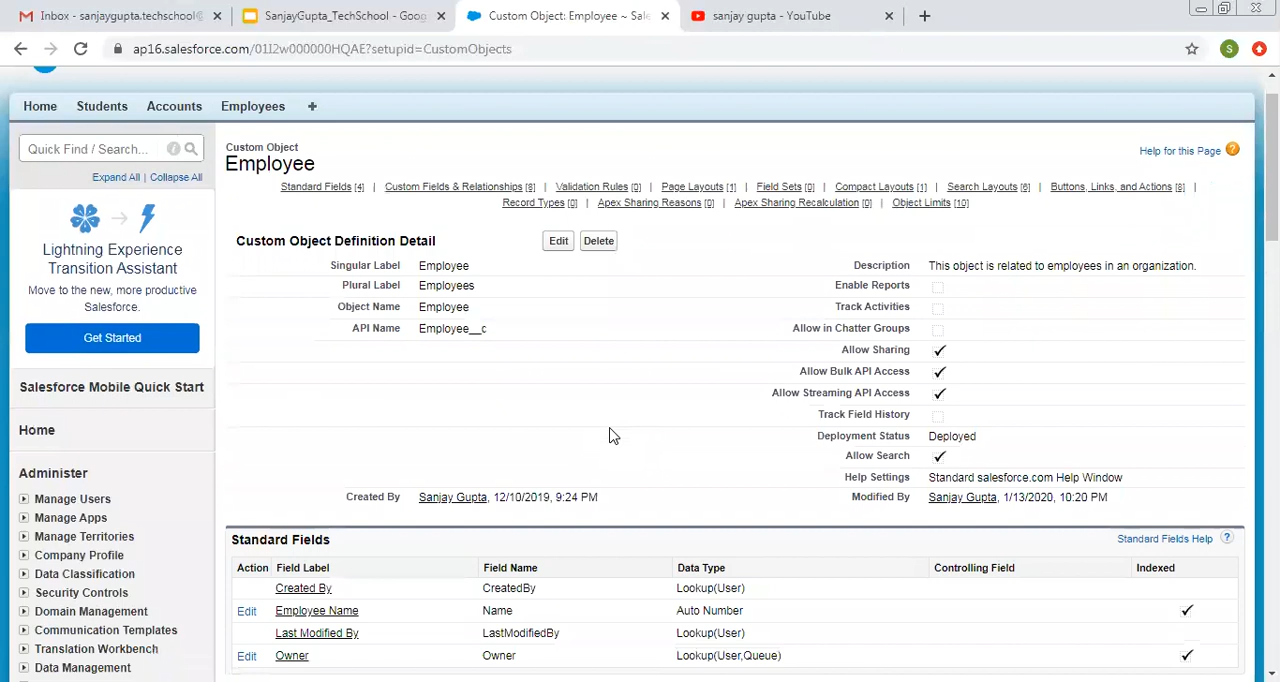 Inbox - sanjaygupta.techschool@
SanjayGupta_TechSchool - Goog
Custom Object: Employee ~ Sale
sanjay gupta - YouTube
ap16.salesforce.com/01I2w000000HQAE?setupid=CustomObjects
S
Home Students Accounts Employees
Quick Find / Search...
Expand All | Collapse All
Lightning Experience
Transition Assistant
Move to the new, more productive
Salesforce.
Get Started
Salesforce Mobile Quick Start
Home
Administer
Manage Users
Manage Apps
Manage Territories
Company Profile
Data Classification
Security Controls
Domain Management
Communication Templates
Translation Workbench
Data Management
Custom Object
Employee
Help for this Page
Standard Fields [4] | Custom Fields & Relationships [8] | Validation Rules [0] | Page Layouts [1] | Field Sets [0] | Compact Layouts [1] | Search Layouts [6] | Buttons, Links, and Actions [8] |
Record Types [0] | Apex Sharing Reasons [0] | Apex Sharing Recalculation [0] | Object Limits [10]
Custom Object Definition Detail Edit Delete
Singular Label Employee Description This object is related to employees in an organization.
Plural Label Employees Enable Reports
Object Name Employee Track Activities
API Name Employee__c Allow in Chatter Groups
Allow Sharing
Allow Bulk API Access
Allow Streaming API Access
Track Field History
Deployment Status Deployed
Allow Search
Help Settings Standard salesforce.com Help Window
Created By Sanjay Gupta, 12/10/2019, 9:24 PM Modified By Sanjay Gupta, 1/13/2020, 10:20 PM
Standard Fields Standard Fields Help ?
Action Field Label Field Name Data Type Controlling Field Indexed
Created By CreatedBy Lookup(User)
Edit Employee Name Name Auto Number
Last Modified By LastModifiedBy Lookup(User)
Edit Owner Owner Lookup(User,Queue)